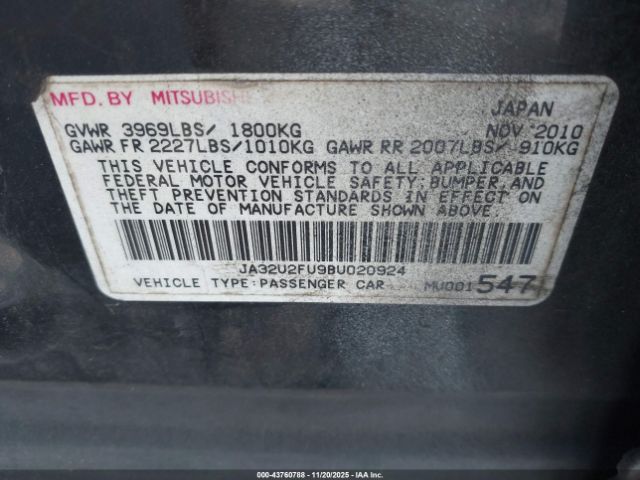 MFD. BY MITSUBISHI
JAPAN
GVWR 3969LBS/ 1800KG NOV 2010
GAWR FR 2227LBS/1010KG GAWR RR 2007LBS/ 910KG
THIS VEHICLE CONFORMS TO ALL APPLICABLE
FEDERAL MOTOR VEHICLE SAFETY, BUMPER, AND
THEFT PREVENTION STANDARDS IN EFFECT ON
THE DATE OF MANUFACTURE SHOWN ABOVE.
JA32U2FU9BU020924
VEHICLE TYPE:PASSENGER CAR MU001547
000-43760788 - 11/20/2025 - IAA Inc.